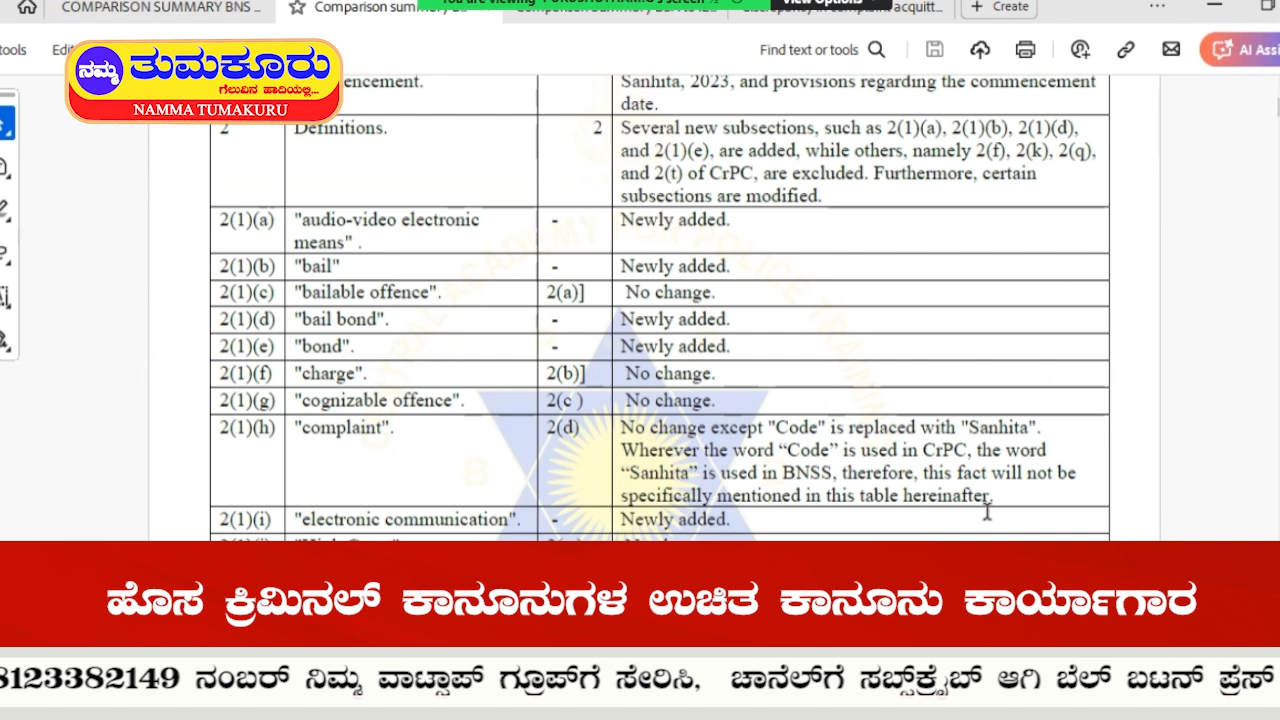 COMPARISON SUMMARY BNS ...
Create
Find text or tools
AI Assi
ನಮ್ಮ ತುಮಕೂರು
ಗೆಲುವಿನ ಹಾದಿಯಲ್ಲಿ...
NAMMA TUMAKURU
Sanhita, 2023, and provisions regarding the commencement
date.
2 Definitions. 2 Several new subsections, such as 2(1)(a), 2(1)(b), 2(1)(d),
and 2(1)(e), are added, while others, namely 2(f), 2(k), 2(q),
and 2(t) of CrPC, are excluded. Furthermore, certain
subsections are modified.
2(1)(a) "audio-video electronic - Newly added.
means" .
2(1)(b) "bail" - Newly added.
2(1)(c) "bailable offence". 2(a)] No change.
2(1)(d) "bail bond". - Newly added.
2(1)(e) "bond". - Newly added.
2(1)(f) "charge". 2(b)] No change.
2(1)(g) "cognizable offence". 2(c ) No change.
2(1)(h) "complaint". 2(d) No change except "Code" is replaced with "Sanhita".
Wherever the word “Code” is used in CrPC, the word
“Sanhita” is used in BNSS, therefore, this fact will not be
specifically mentioned in this table hereinafter.
2(1)(i) "electronic communication". - Newly added.
ಹೊಸ ಕ್ರಿಮಿನಲ್ ಕಾನೂನುಗಳ ಉಚಿತ ಕಾನೂನು ಕಾರ್ಯಾಗಾರ
8123382149 ನಂಬರ್ ನಿಮ್ಮ ವಾಟ್ಸಾಪ್ ಗ್ರೂಪ್‌ಗೆ ಸೇರಿಸಿ, ಚಾನೆಲ್‌ಗೆ ಸಬ್ಸ್‌ಕ್ರೈಬ್ ಆಗಿ ಬೆಲ್ ಬಟನ್ ಪ್ರೆಸ್